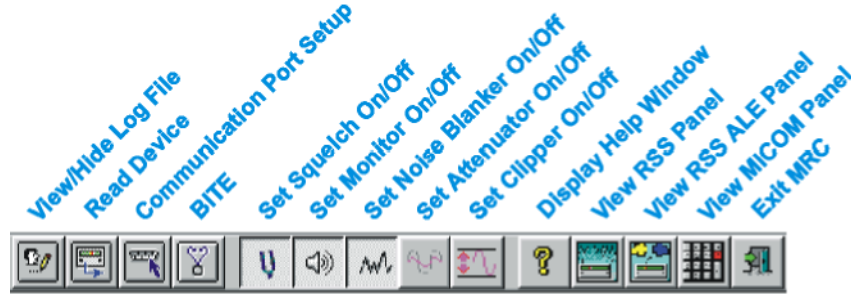 View/Hide Log File
Read Device
Communication Port Setup
BITE
Set Squelch On/Off
Set Monitor On/Off
Set Noise Blanker On/Off
Set Attenuator On/Off
Set Clipper On/Off
Display Help Window
View RSS Panel
View RSS ALE Panel
View MICOM Panel
Exit MRC